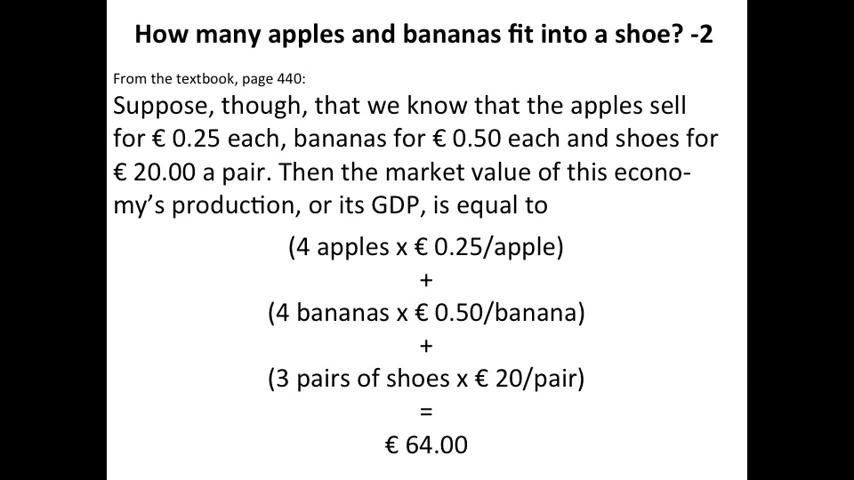 How many apples and bananas fit into a shoe? -2
From the textbook, page 440:
Suppose, though, that we know that the apples sell
for € 0.25 each, bananas for € 0.50 each and shoes for
€ 20.00 a pair. Then the market value of this econo-
my’s production, or its GDP, is equal to
(4 apples x € 0.25/apple)
+
(4 bananas x € 0.50/banana)
+
(3 pairs of shoes x € 20/pair)
=
€ 64.00